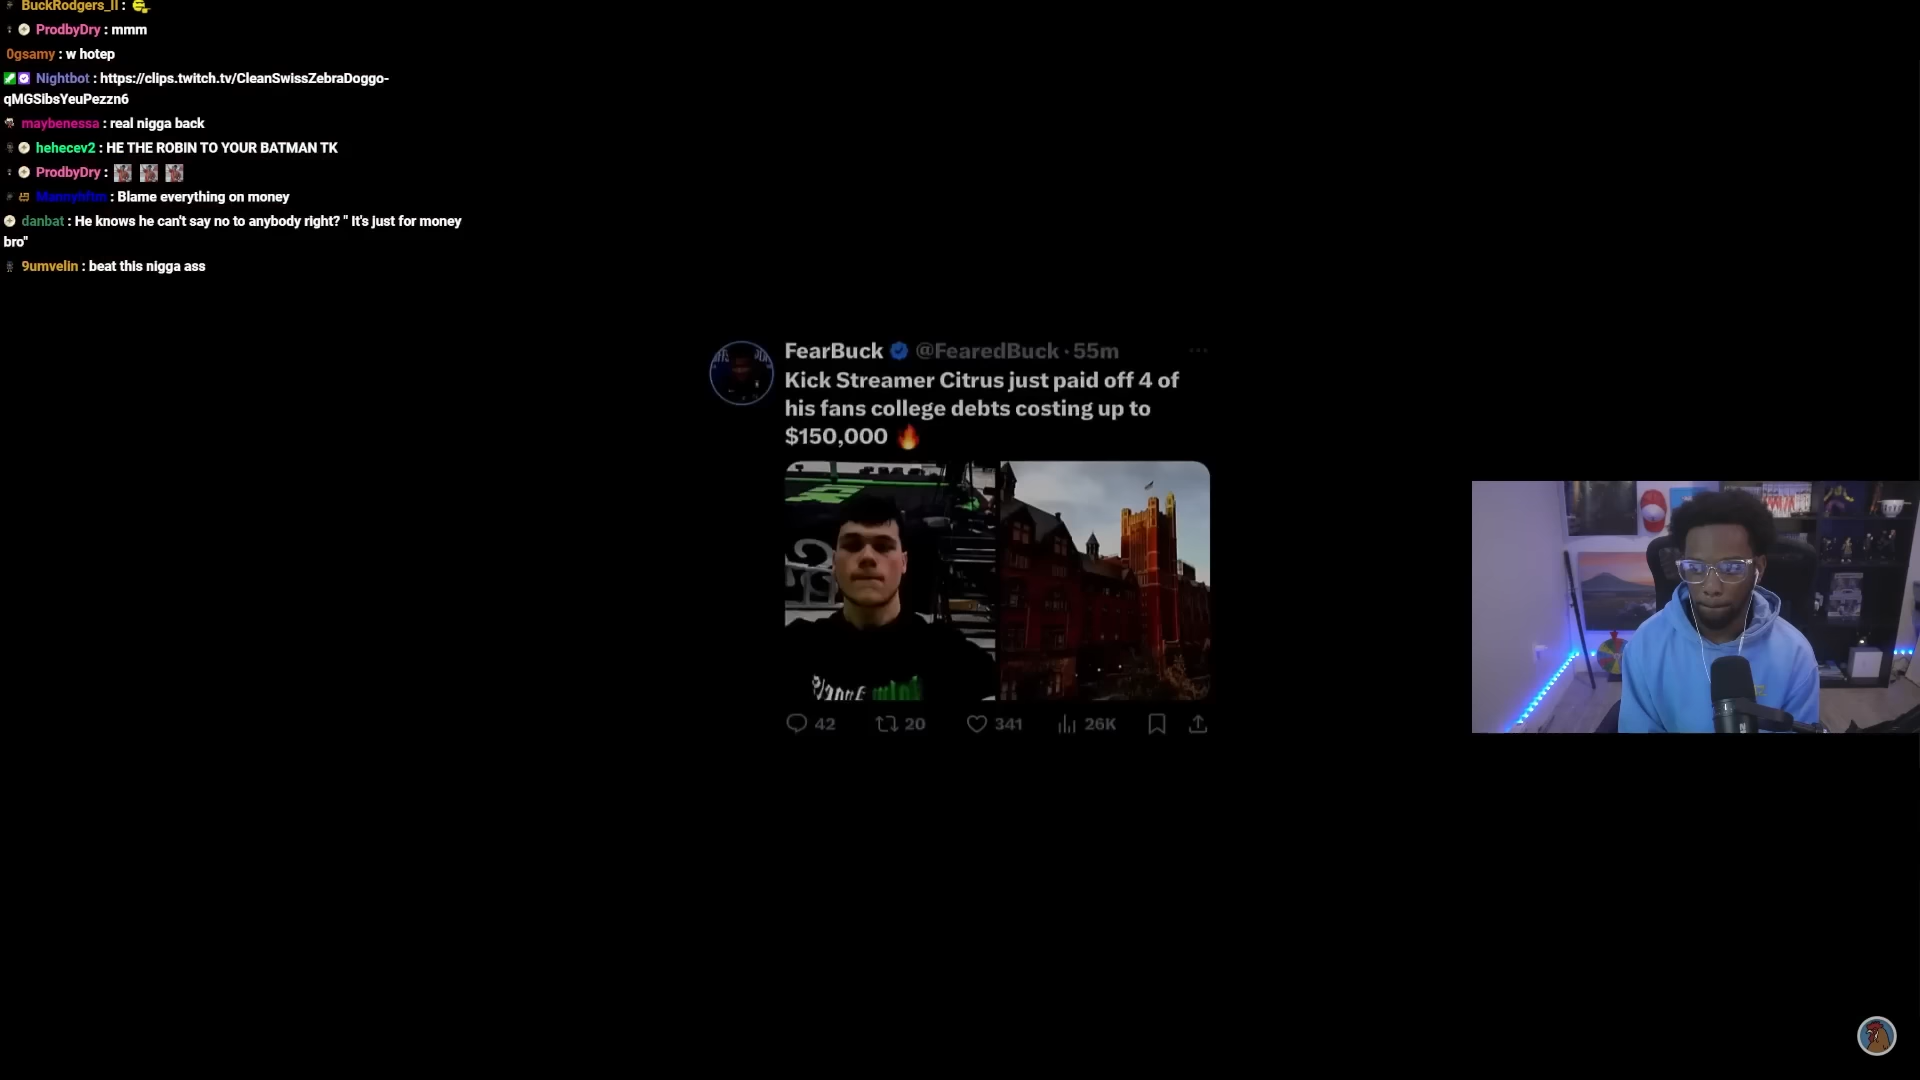 BuckRodgers_II :
ProdbyDry : mmm
0gsamy : w hotep
Nightbot : https://clips.twitch.tv/CleanSwissZebraDoggo-
qMGSibsYeuPezzn6
maybenessa : real nigga back
hehecev2 : HE THE ROBIN TO YOUR BATMAN TK
ProdbyDry :
: Blame everything on money
danbat : He knows he can't say no to anybody right? " It's just for money
bro"
9umvelin : beat this nigga ass
FearBuck @FearedBuck · 55m
Kick Streamer Citrus just paid off 4 of
his fans college debts costing up to
$150,000 🔥
42 20 341 26K